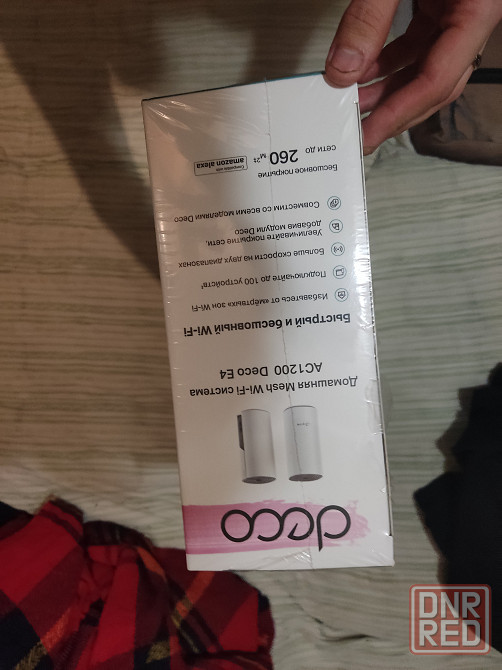 deco
Домашняя Mesh Wi-Fi система
AC1200 Deco E4
Быстрый и бесшовный Wi-Fi
Избавьтесь от «мёртвых» зон Wi-Fi
Подключайте до 100 устройств¹
Больше скорости на двух диапазонах
Увеличивайте покрытие сети,
добавив модули Deco
Совместим со всеми моделями Deco
Бесшовное покрытие
сети до 260 м²‡
amazon alexa
DNR
RED